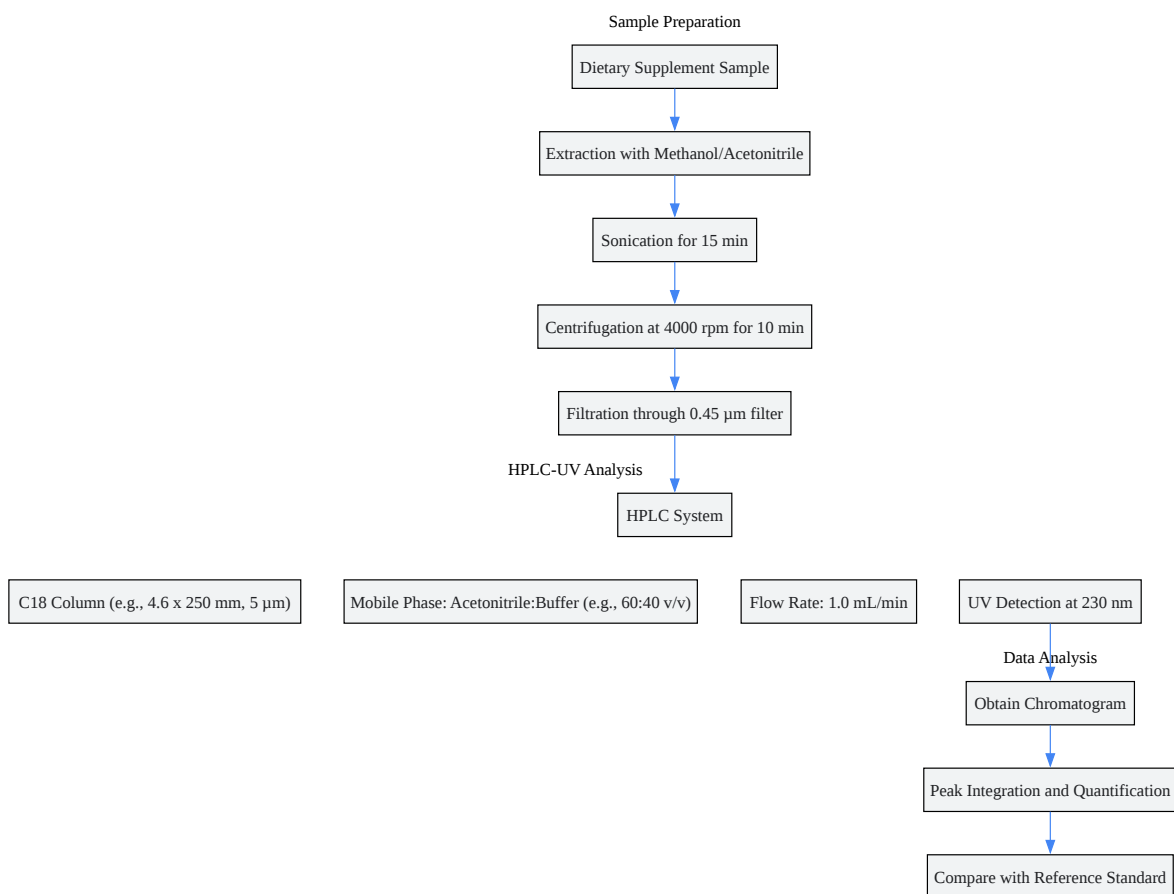 Sample Preparation
Dietary Supplement Sample
Extraction with Methanol/Acetonitrile
Sonication for 15 min
Centrifugation at 4000 rpm for 10 min
Filtration through 0.45 µm filter
HPLC-UV Analysis
HPLC System
C18 Column (e.g., 4.6 x 250 mm, 5 µm)
Mobile Phase: Acetonitrile:Buffer (e.g., 60:40 v/v)
Flow Rate: 1.0 mL/min
UV Detection at 230 nm
Data Analysis
Obtain Chromatogram
Peak Integration and Quantification
Compare with Reference Standard